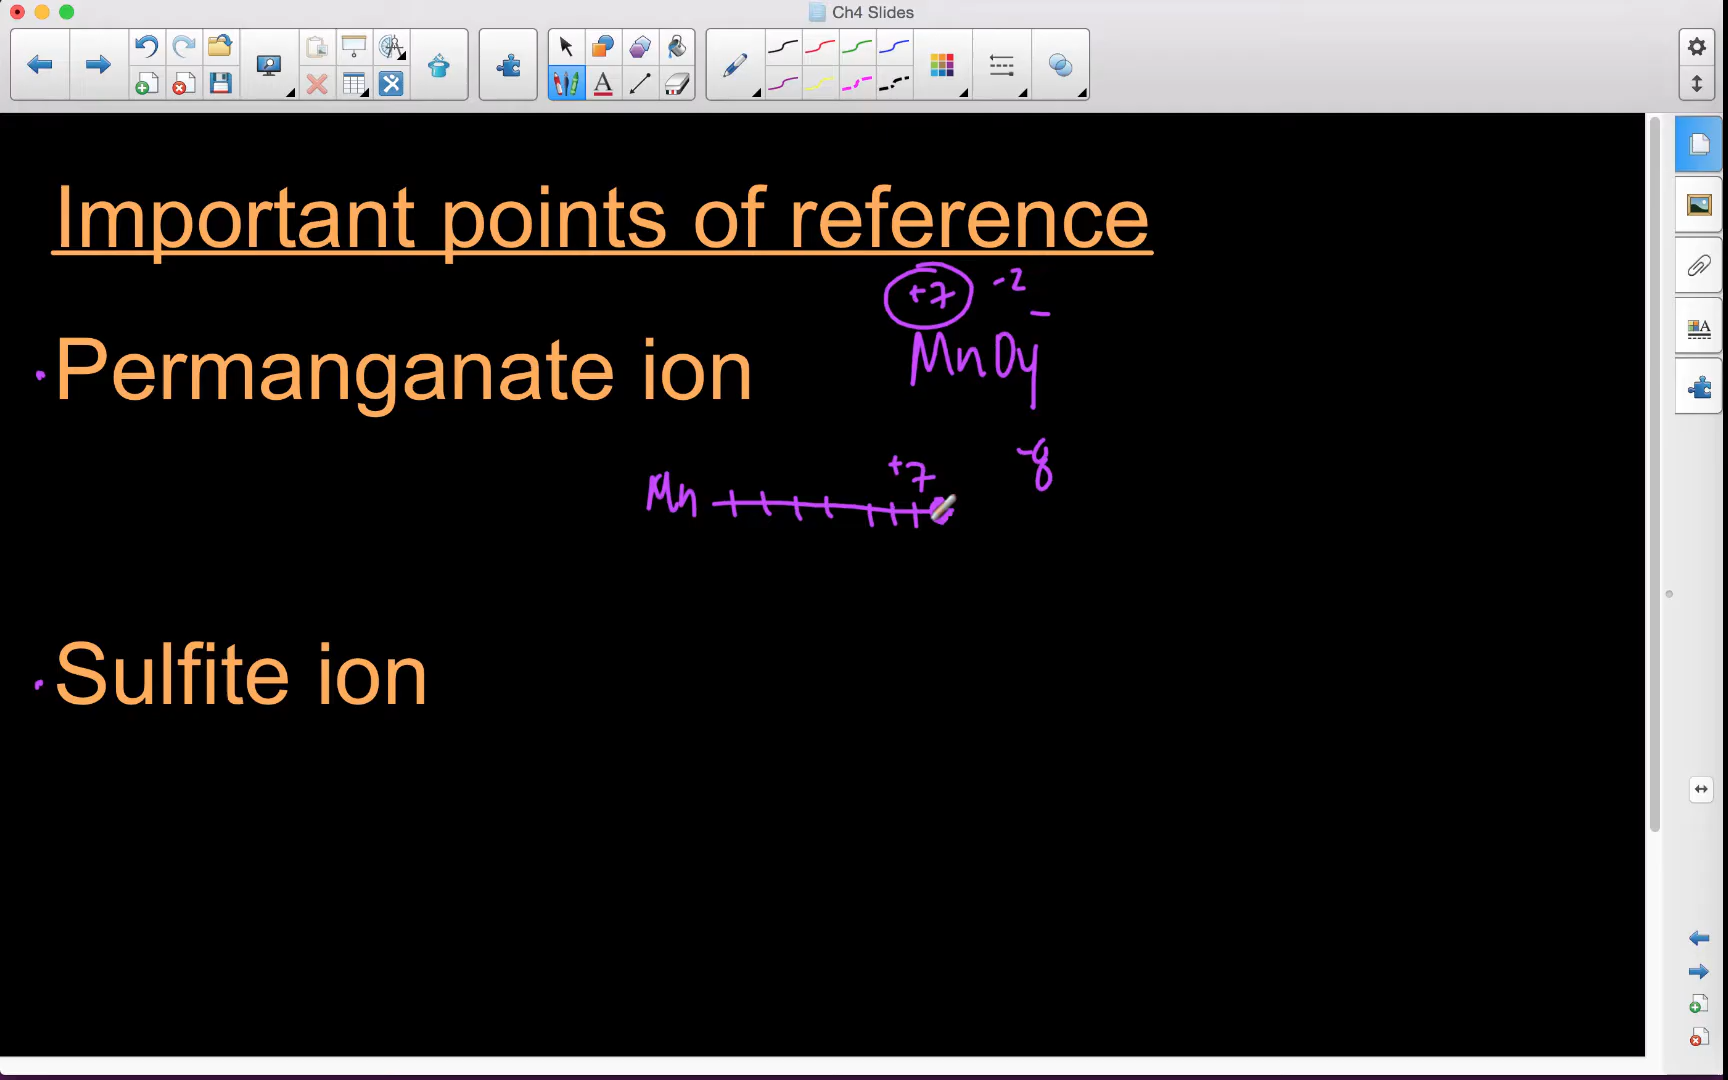 Ch4 Slides
Important points of reference
+7 -2
Permanganate ion MnO4 -
-8
+7
Mn
Sulfite ion